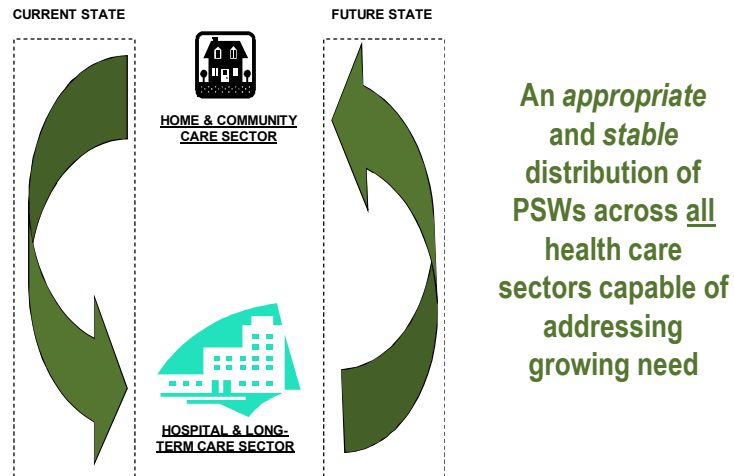 CURRENT STATE
FUTURE STATE
HOME & COMMUNITY
CARE SECTOR
HOSPITAL & LONG-
TERM CARE SECTOR
An appropriate
and stable
distribution of
PSWs across all
health care
sectors capable of
addressing
growing need